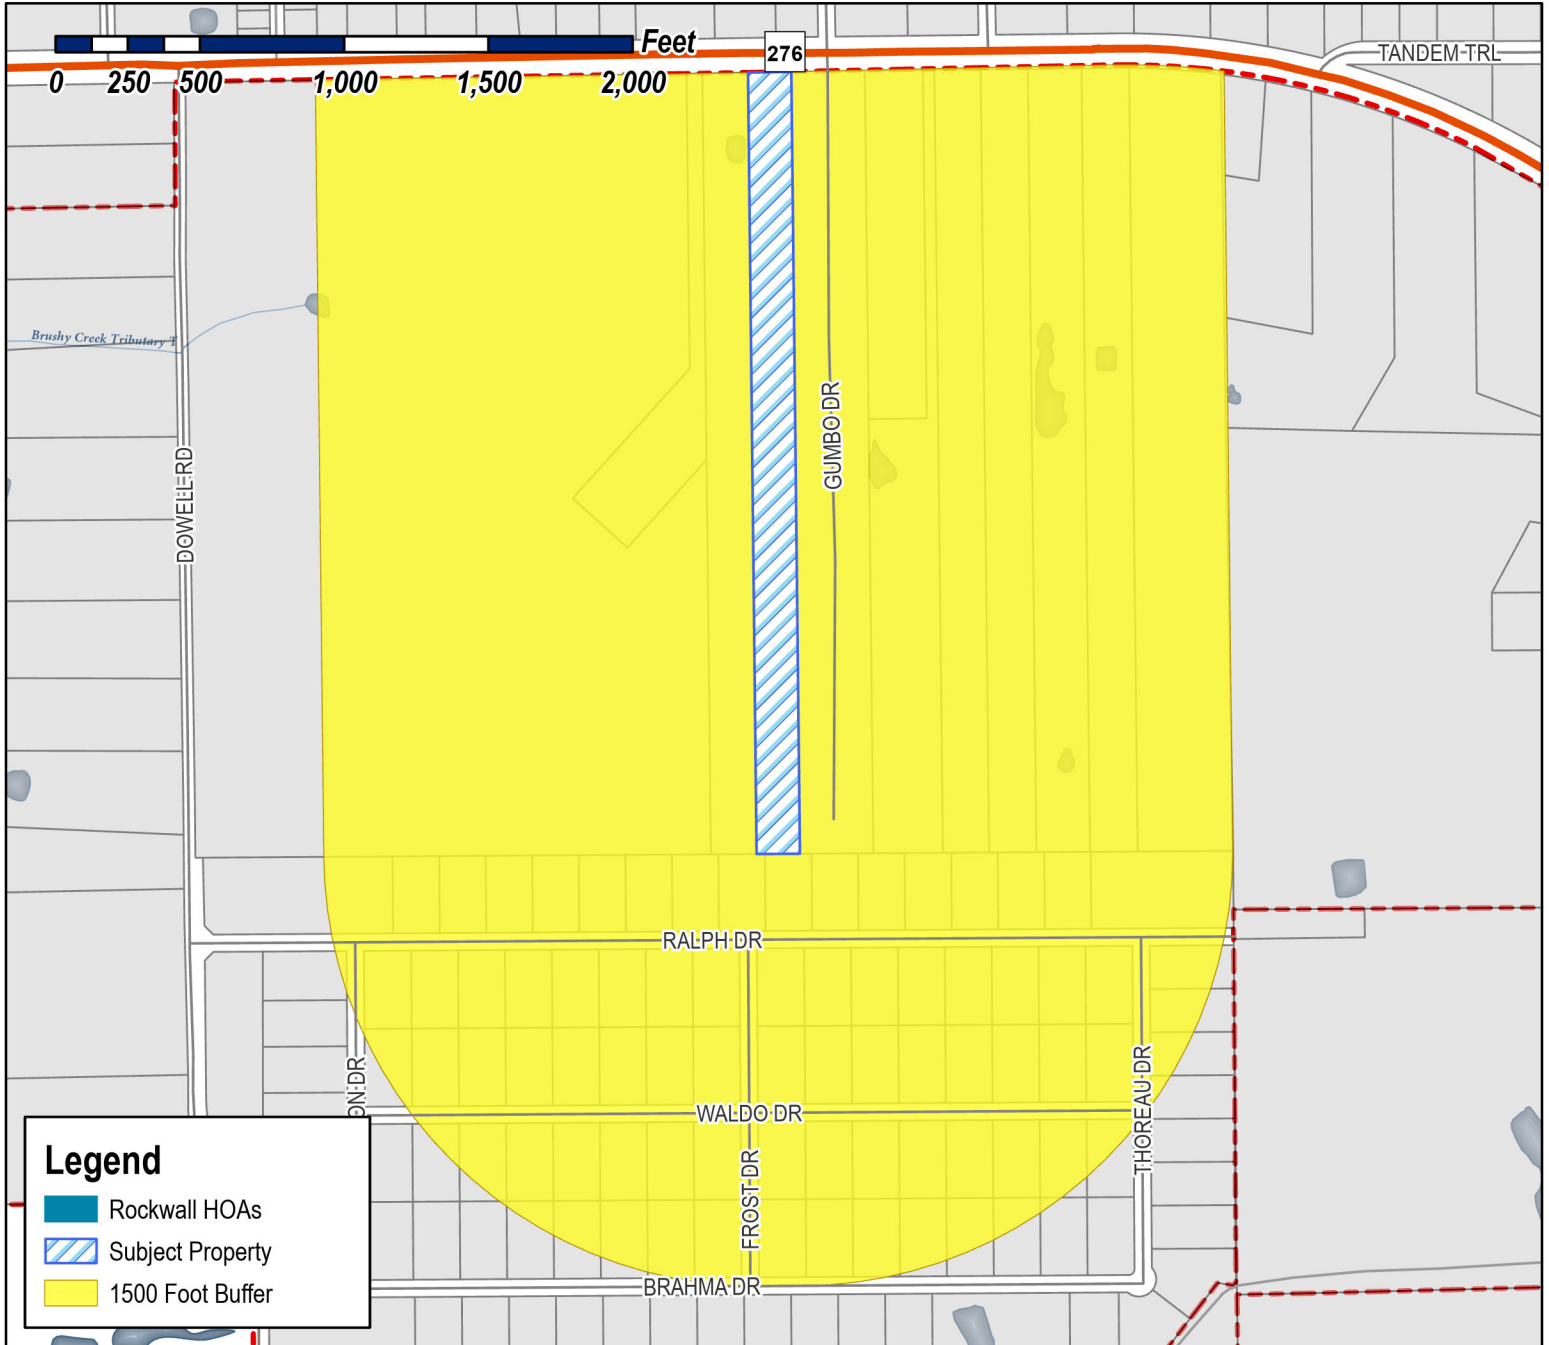 Feet
276
TANDEM TRL
0 250 500 1,000 1,500 2,000
Brushy Creek Tributary T
GUMBO DR
DOWELL RD
RALPH DR
ON DR
THOREAU DR
WALDO DR
FROST DR
BRAHMA DR
Legend
Rockwall HOAs
Subject Property
1500 Foot Buffer